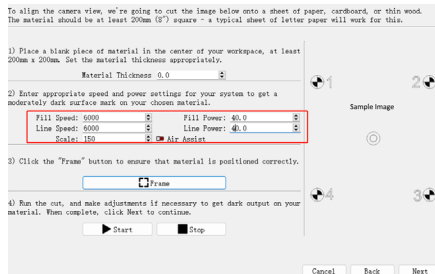 To align the camera view, we're going to cut the image below onto a sheet of paper, cardboard, or thin wood.
The material should be at least 200mm (8") square - a typical sheet of letter paper will work for this.
1) Place a blank piece of material in the center of your workspace, at least
200mm x 200mm. Set the material thickness appropriately.
Material Thickness 0.0
2) Enter appropriate speed and power settings for your system to get a
moderately dark surface mark on your chosen material.
Fill Speed: 6000 Fill Power: 40.0
Line Speed: 6000 Line Power: 40.0
Scale: 150 Air Assist
3) Click the "Frame" button to ensure that material is positioned correctly.
Frame
4) Run the cut, and make adjustments if necessary to get dark output on your
material. When complete, click Next to continue.
Start Stop
1 2
Sample Image
4 3
Cancel Back Next